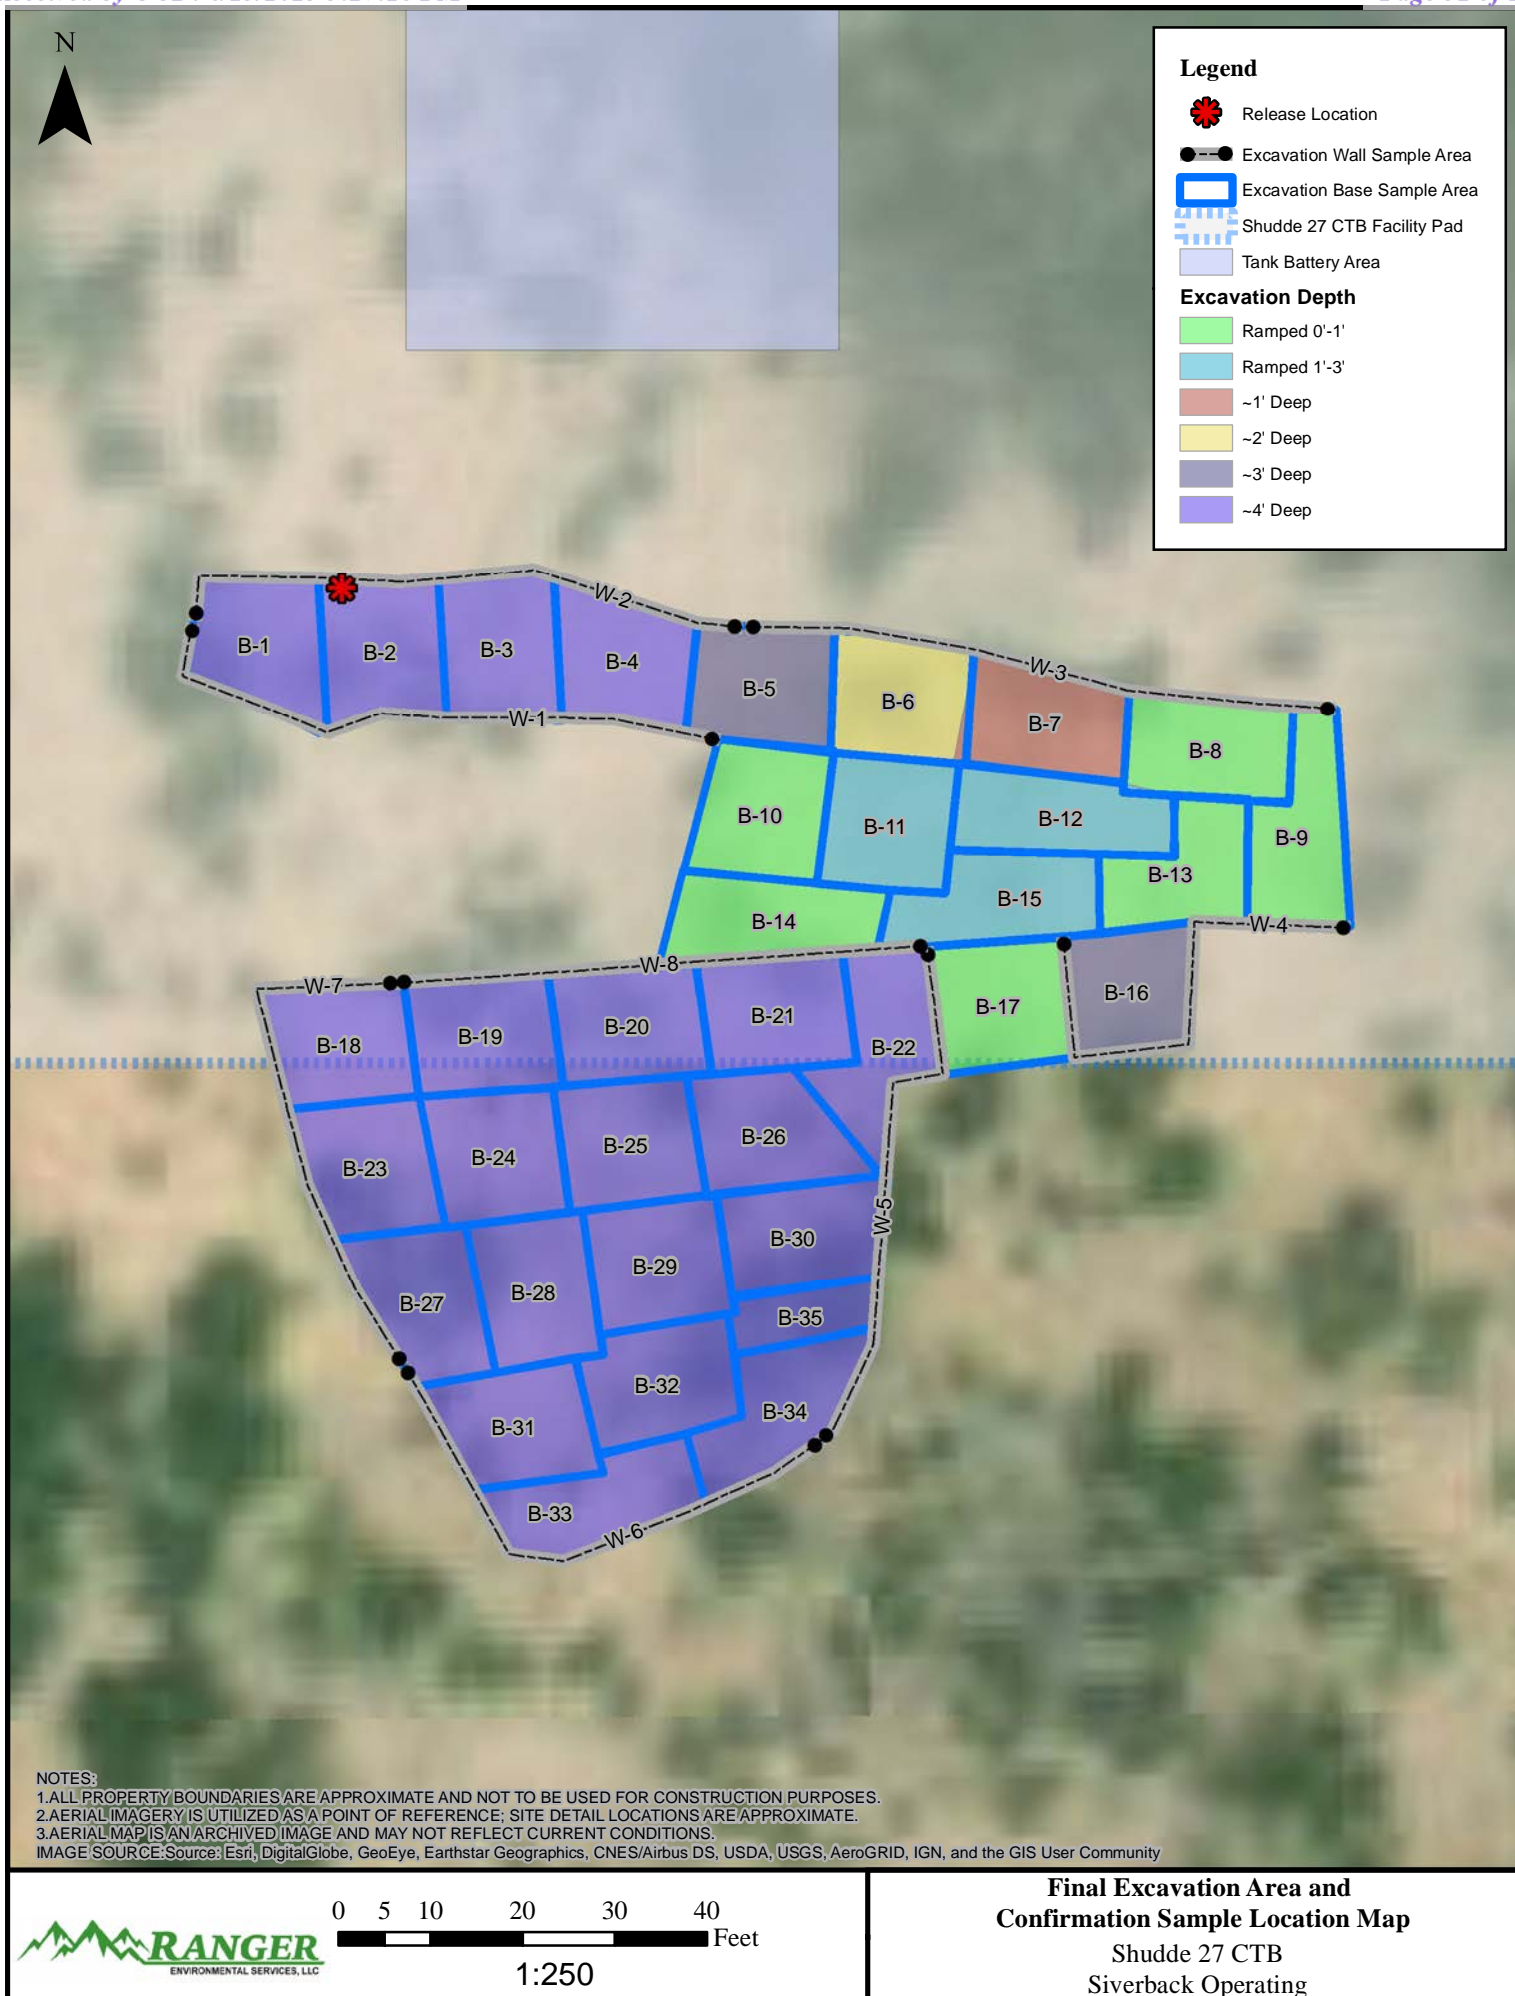 N
Legend
Release Location
Excavation Wall Sample Area
Excavation Base Sample Area
Shudde 27 CTB Facility Pad
Tank Battery Area
Excavation Depth
Ramped 0'-1'
Ramped 1'-3'
~1' Deep
~2' Deep
~3' Deep
~4' Deep
W-2
B-1
B-2
B-3
B-4
B-5
B-6
W-3
B-7
W-1
B-8
B-10
B-11
B-12
B-9
B-13
B-15
B-14
W-4
W-8
W-7
B-16
B-17
B-18
B-19
B-20
B-21
B-22
B-23
B-24
B-25
B-26
W-5
B-27
B-28
B-29
B-30
B-35
B-31
B-32
B-34
B-33
W-6
NOTES:
1.ALL PROPERTY BOUNDARIES ARE APPROXIMATE AND NOT TO BE USED FOR CONSTRUCTION PURPOSES.
2.AERIAL IMAGERY IS UTILIZED AS A POINT OF REFERENCE; SITE DETAIL LOCATIONS ARE APPROXIMATE.
3.AERIAL MAP IS AN ARCHIVED IMAGE AND MAY NOT REFLECT CURRENT CONDITIONS.
IMAGE SOURCE:Source: Esri, DigitalGlobe, GeoEye, Earthstar Geographics, CNES/Airbus DS, USDA, USGS, AeroGRID, IGN, and the GIS User Community
RANGER
ENVIRONMENTAL SERVICES, LLC
0 5 10 20 30 40
Feet
1:250
Final Excavation Area and
Confirmation Sample Location Map
Shudde 27 CTB
Siverback Operating